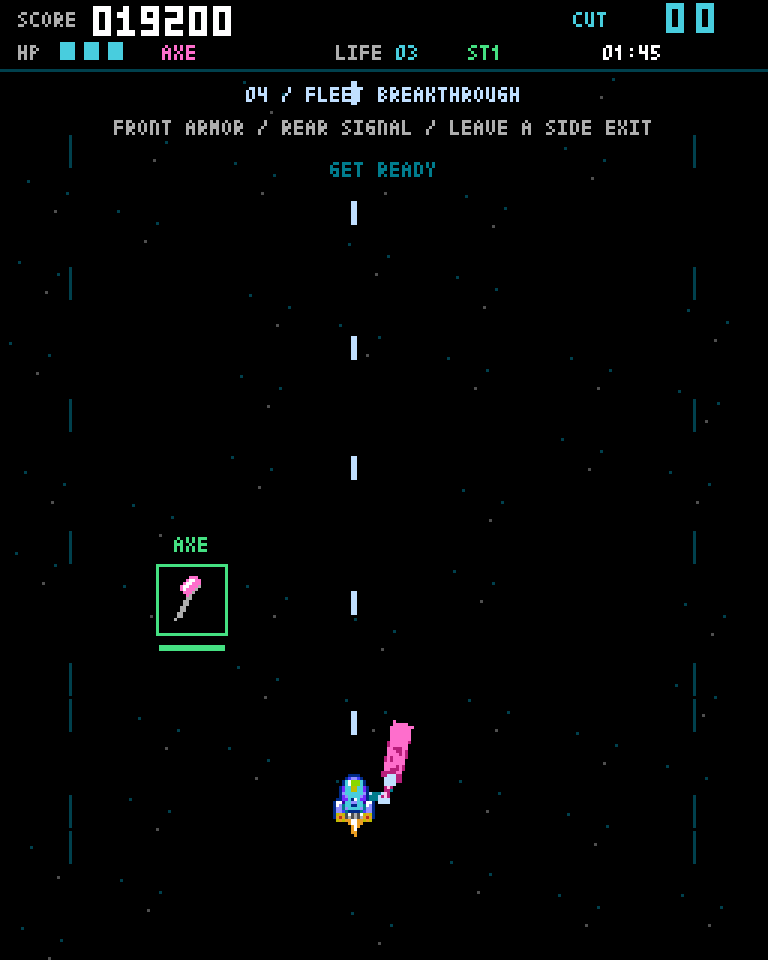 SCORE 019200 CUT 00
HP AXE LIFE 03 ST1 01:45
04 / FLEET BREAKTHROUGH
FRONT ARMOR / REAR SIGNAL / LEAVE A SIDE EXIT
GET READY
AXE